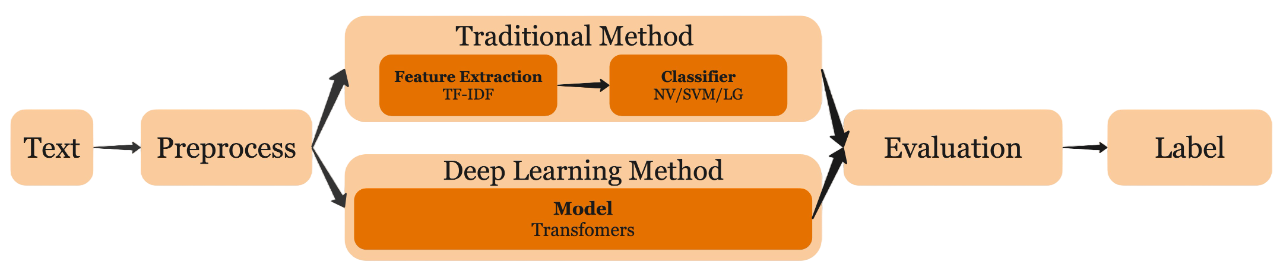 Text
Preprocess
Traditional Method
Feature Extraction
TF-IDF
Classifier
NV/SVM/LG
Deep Learning Method
Model
Transfomers
Evaluation
Label